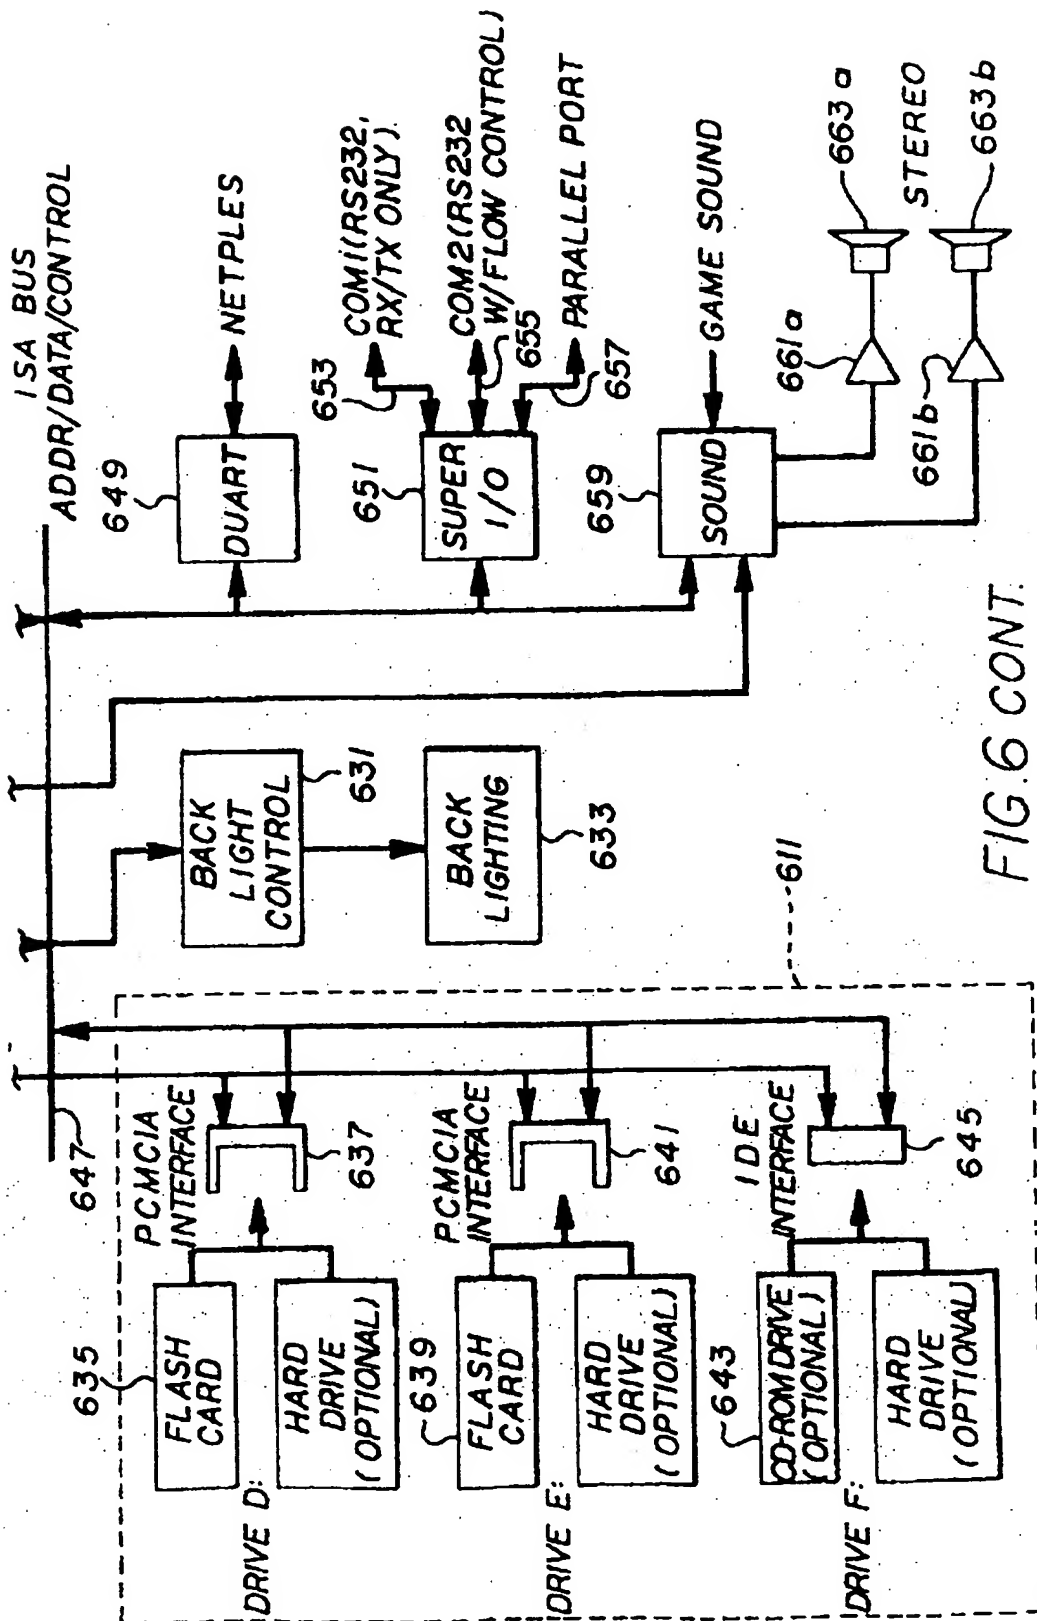 ISA BUS
ADDR/DATA/CONTROL
647
649
DUART
NETPLES
651
SUPER
I/O
653
COM1(RS232,
RX/TX ONLY)
COM2(RS232
W/FLOW CONTROL)
655
PARALLEL PORT
657
659
SOUND
GAME SOUND
661a
663a
STEREO
661b
663b
BACK
LIGHT
CONTROL
631
BACK
LIGHTING
633
611
635
FLASH
CARD
PCMCIA
INTERFACE
637
HARD
DRIVE
(OPTIONAL)
DRIVE D:
639
FLASH
CARD
PCMCIA
INTERFACE
641
HARD
DRIVE
(OPTIONAL)
DRIVE E:
643
CD-ROM DRIVE
(OPTIONAL)
IDE
INTERFACE
645
HARD
DRIVE
(OPTIONAL)
DRIVE F:
FIG.6 CONT.